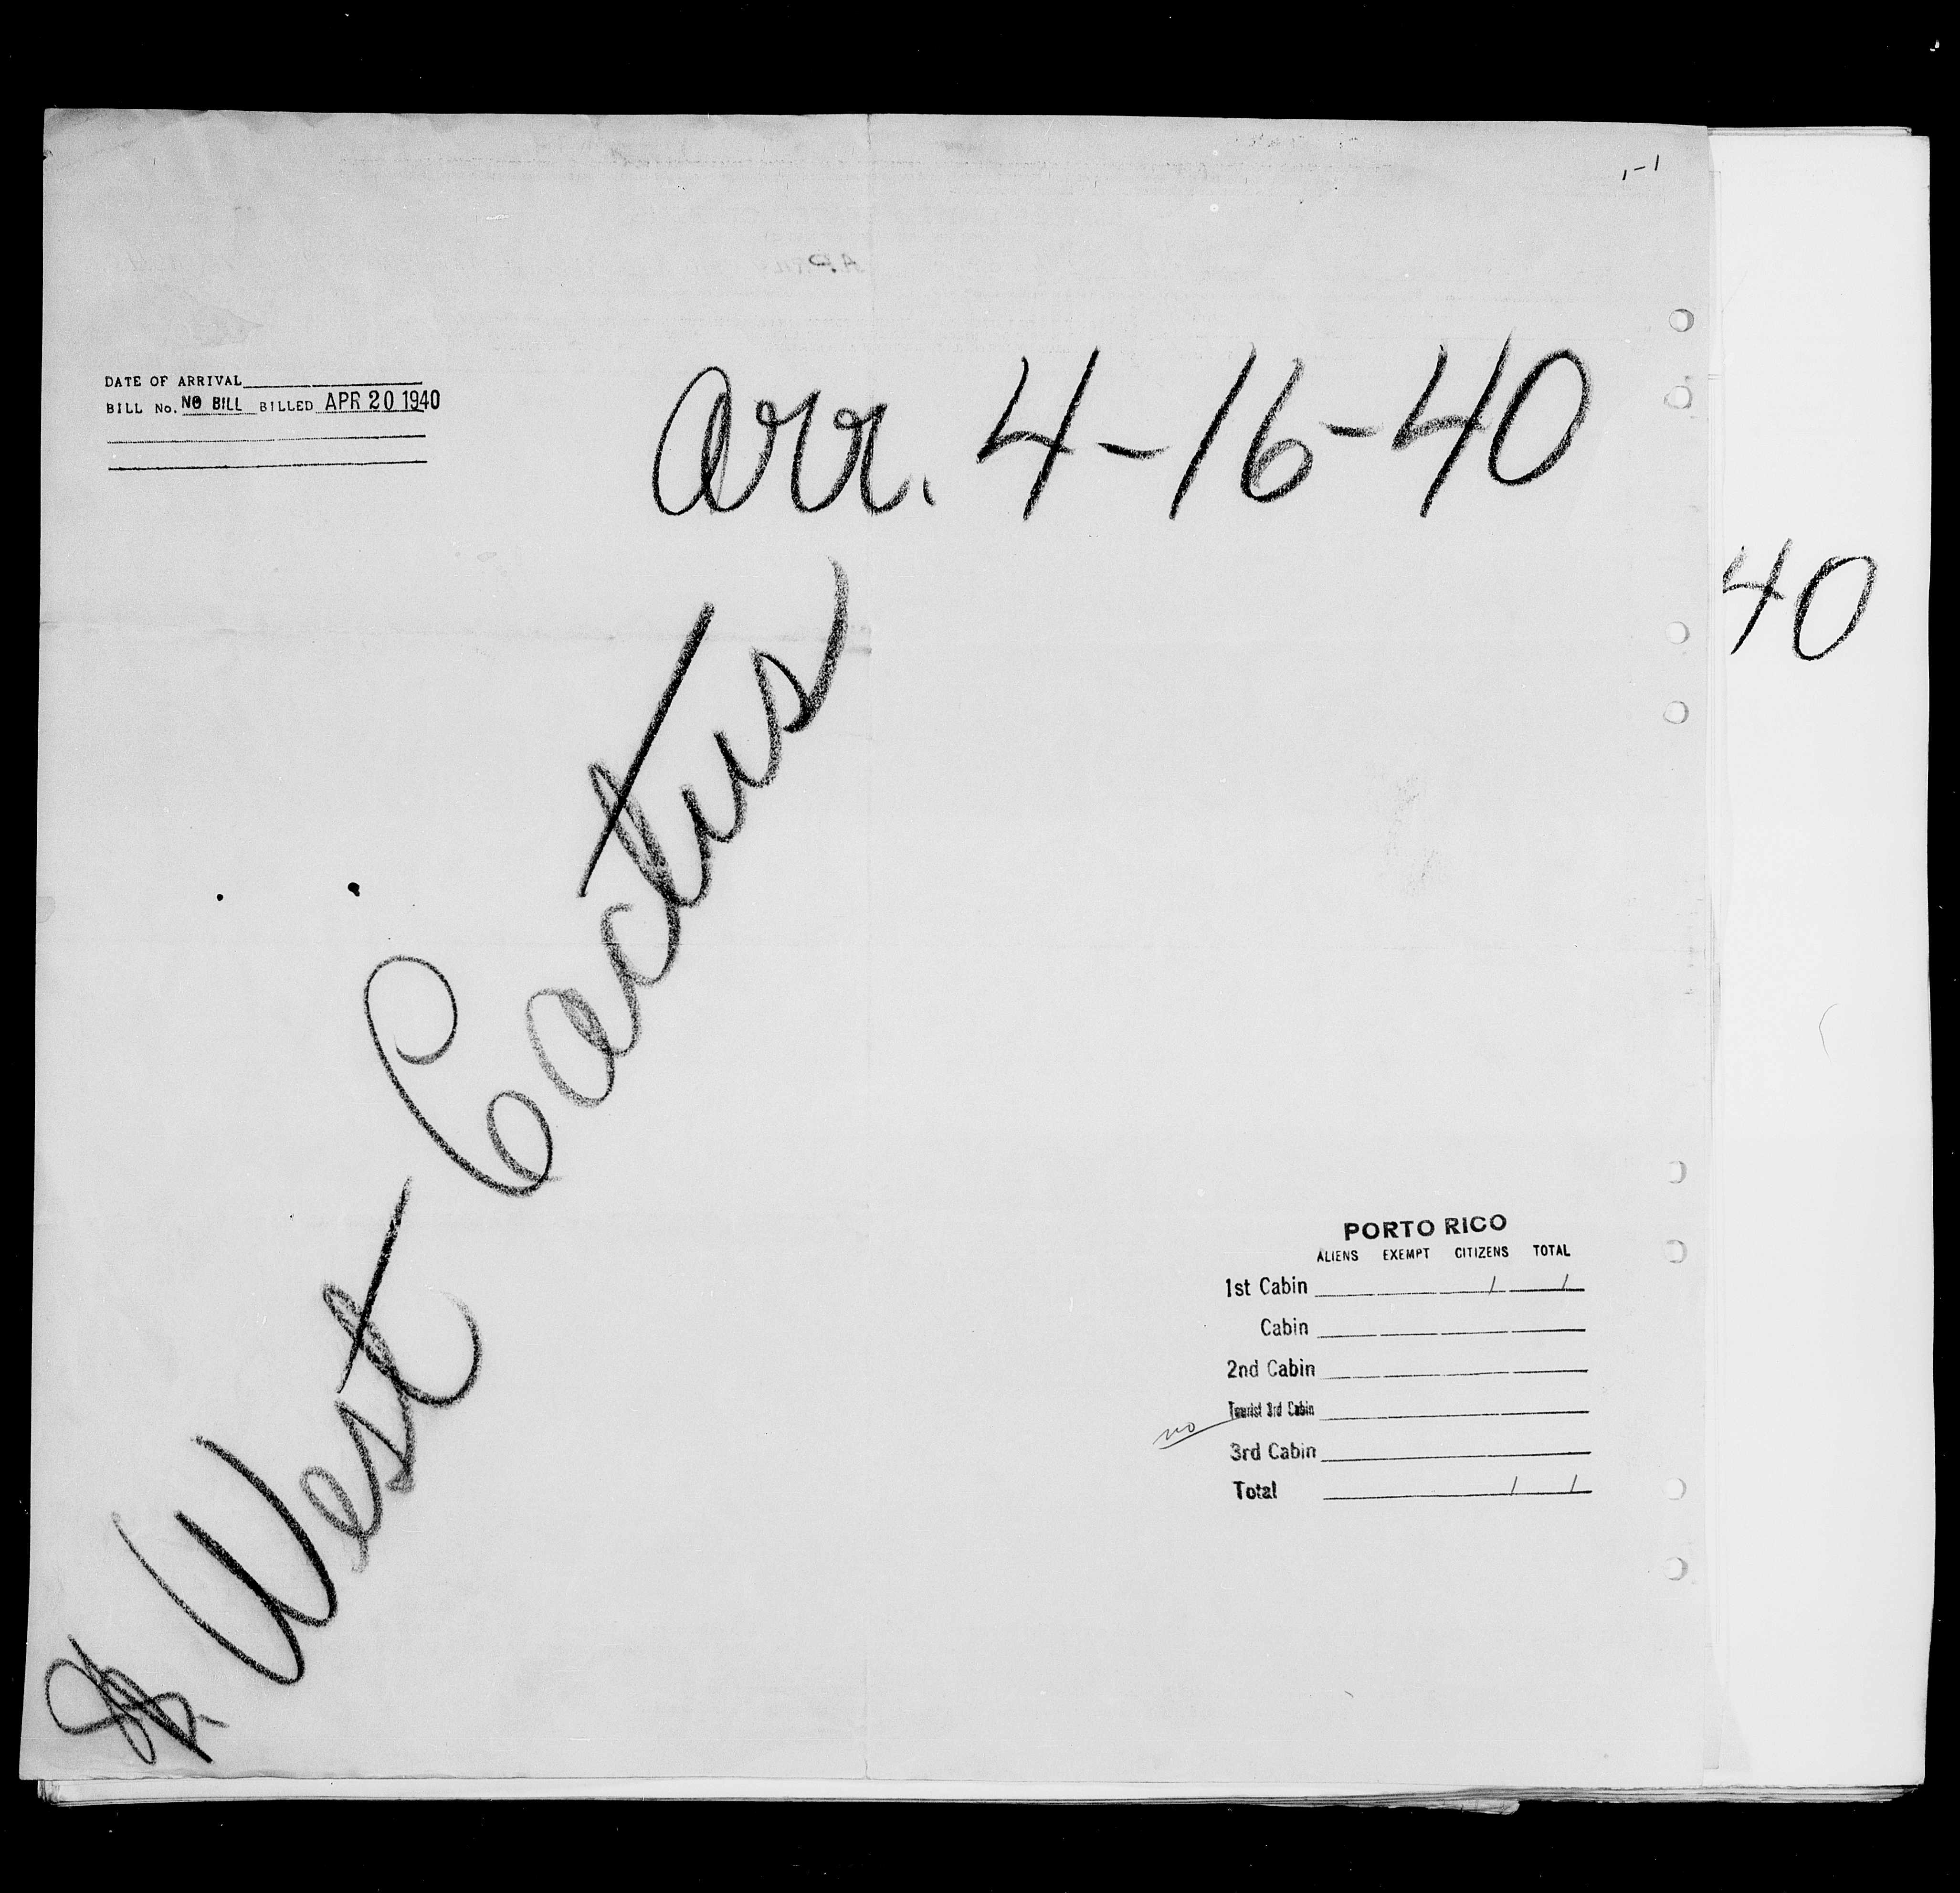 1-1
DATE OF ARRIVAL
BILL No. NO BILL BILLED APR 20 1940
arr. 4-16-40
40
SS. West Cactus
PORTO RICO
ALIENS EXEMPT CITIZENS TOTAL
1st Cabin 1 1
Cabin
2nd Cabin
Tourist 3rd Cabin
no
3rd Cabin
Total 1 1